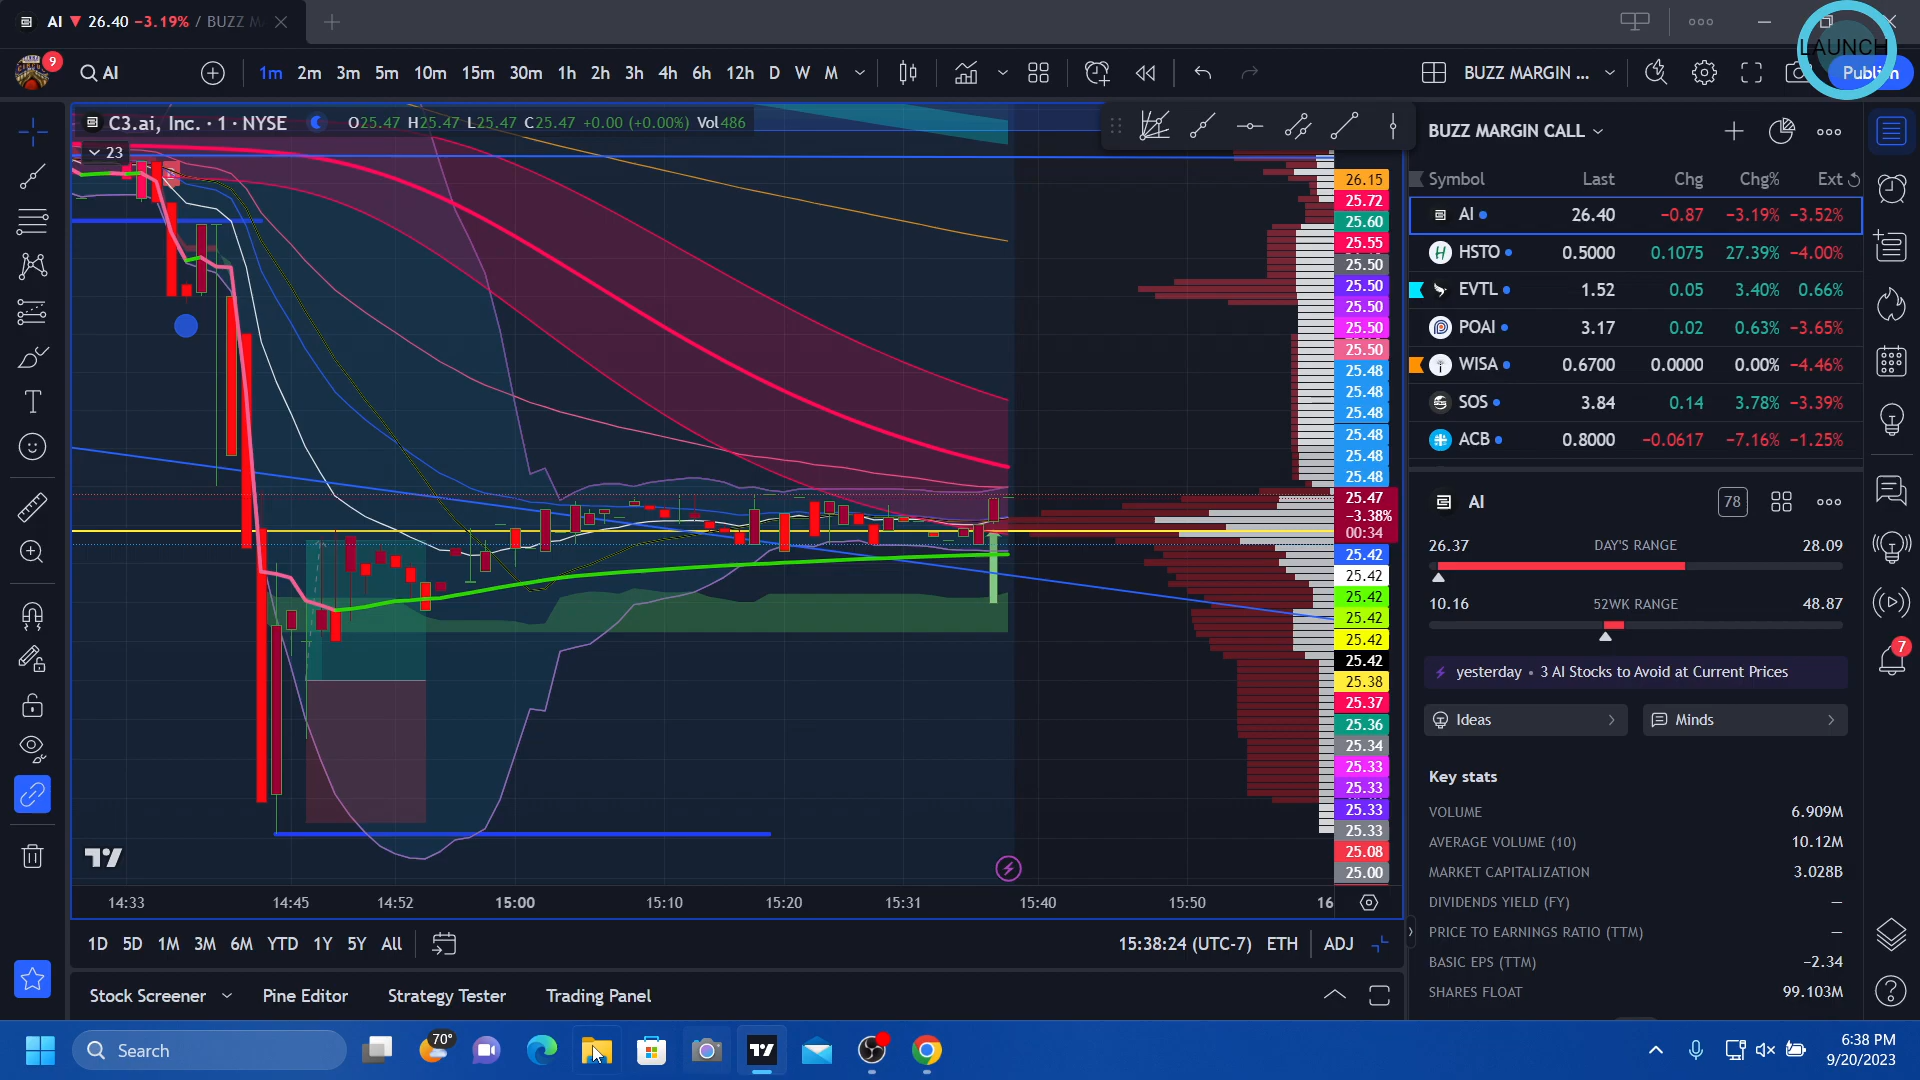 AI ▼ 26.40 −3.19% / BUZZ M
LAUNCH
9
AI
1m 2m 3m 5m 10m 15m 30m 1h 2h 3h 4h 6h 12h D W M
BUZZ MARGIN ...
Publish
C3.ai, Inc. · 1 · NYSE
O25.47 H25.47 L25.47 C25.47 +0.00 (+0.00%) Vol486
23
26.15
25.72
25.60
25.55
25.50
25.50
25.50
25.50
25.50
25.48
25.48
25.48
25.48
25.48
25.48
25.47
−3.38%
00:34
25.42
25.42
25.42
25.42
25.42
25.42
25.38
25.37
25.36
25.34
25.33
25.33
25.33
25.33
25.08
25.00
14:33 14:45 14:52 15:00 15:10 15:20 15:31 15:40 15:50 16
1D 5D 1M 3M 6M YTD 1Y 5Y All
15:38:24 (UTC-7) ETH ADJ
Stock Screener Pine Editor Strategy Tester Trading Panel
BUZZ MARGIN CALL
Symbol Last Chg Chg% Ext
AI 26.40 −0.87 −3.19% −3.52%
HSTO 0.5000 0.1075 27.39% −4.00%
EVTL 1.52 0.05 3.40% 0.66%
POAI 3.17 0.02 0.63% −3.65%
WISA 0.6700 0.0000 0.00% −4.46%
SOS 3.84 0.14 3.78% −3.39%
ACB 0.8000 −0.0617 −7.16% −1.25%
AI
78
26.37 DAY'S RANGE 28.09
10.16 52WK RANGE 48.87
yesterday • 3 AI Stocks to Avoid at Current Prices
Ideas
Minds
Key stats
VOLUME 6.909M
AVERAGE VOLUME (10) 10.12M
MARKET CAPITALIZATION 3.028B
DIVIDENDS YIELD (FY) —
PRICE TO EARNINGS RATIO (TTM) —
BASIC EPS (TTM) −2.34
SHARES FLOAT 99.103M
7
Search
70°
6:38 PM
9/20/2023